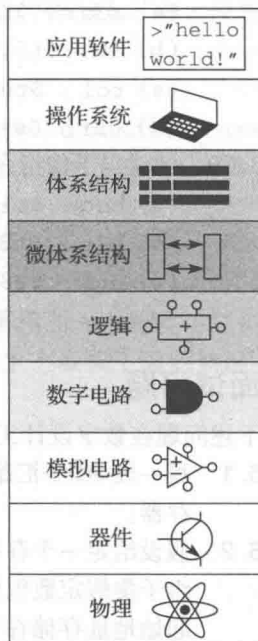 应用软件
>"hello
world!"
操作系统
体系结构
微体系结构
逻辑
+
数字电路
模拟电路
+
−
器件
物理